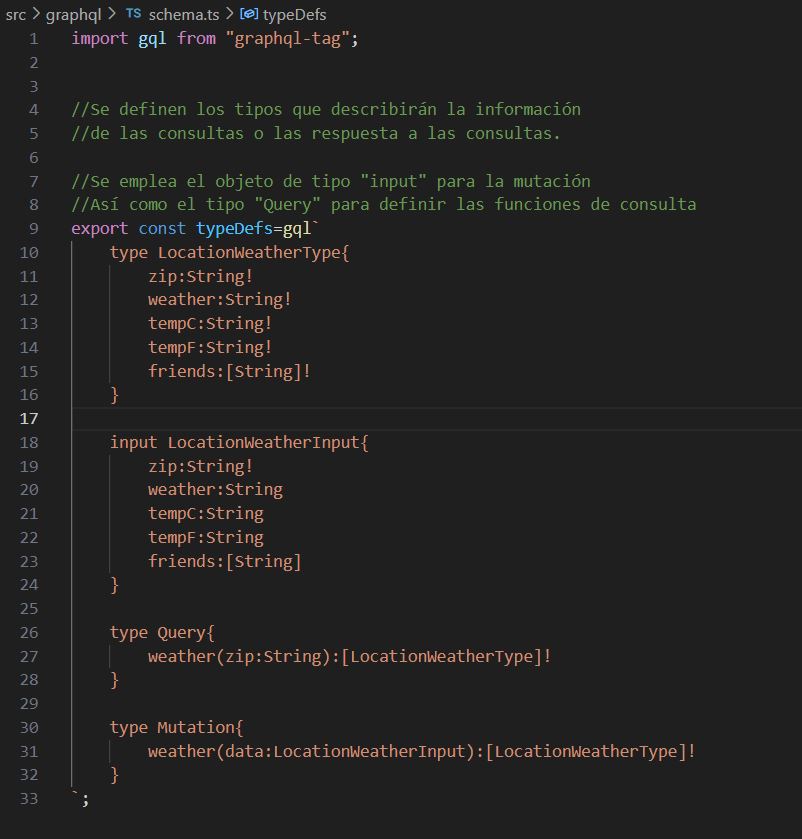 src > graphql > TS schema.ts > typeDefs
1 import gql from "graphql-tag";
2
3
4 //Se definen los tipos que describirán la información
5 //de las consultas o las respuesta a las consultas.
6
7 //Se emplea el objeto de tipo "input" para la mutación
8 //Así como el tipo "Query" para definir las funciones de consulta
9 export const typeDefs=gql`
10 type LocationWeatherType{
11 zip:String!
12 weather:String!
13 tempC:String!
14 tempF:String!
15 friends:[String]!
16 }
17
18 input LocationWeatherInput{
19 zip:String!
20 weather:String
21 tempC:String
22 tempF:String
23 friends:[String]
24 }
25
26 type Query{
27 weather(zip:String):[LocationWeatherType]!
28 }
29
30 type Mutation{
31 weather(data:LocationWeatherInput):[LocationWeatherType]!
32 }
33 `;